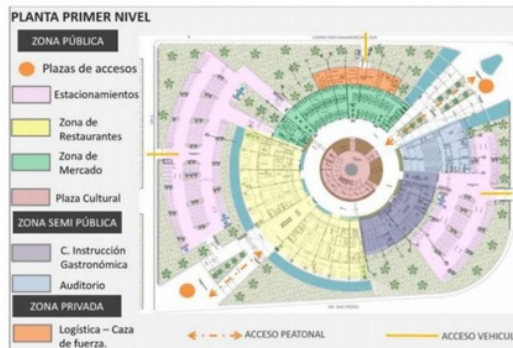 PLANTA PRIMER NIVEL
ZONA PÚBLICA
Plazas de accesos
Estacionamientos
Zona de
Restaurantes
Zona de
Mercado
Plaza Cultural
ZONA SEMI PÚBLICA
C. Instrucción
Gastronómica
Auditorio
ZONA PRIVADA
Logística – Caza
de fuerza.
ACCESO PEATONAL
ACCESO VEHICUL